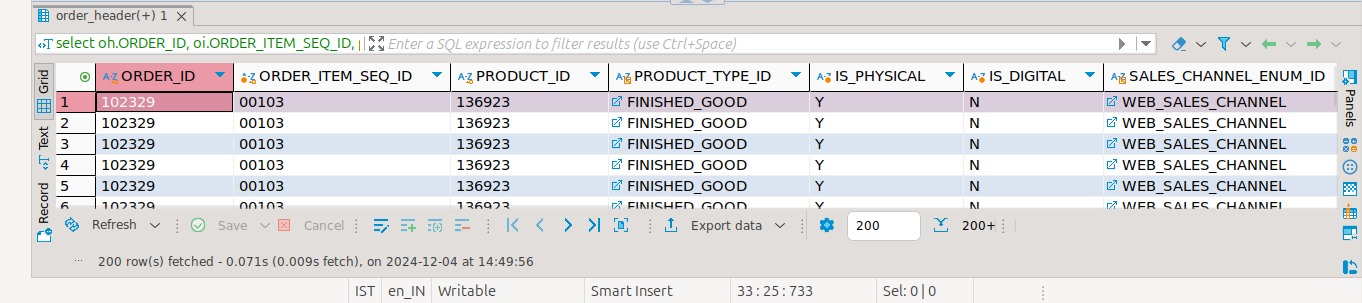 order_header(+) 1
select oh.ORDER_ID, oi.ORDER_ITEM_SEQ_ID, Enter a SQL expression to filter results (use Ctrl+Space)
Grid Text Record
ORDER_ID ORDER_ITEM_SEQ_ID PRODUCT_ID PRODUCT_TYPE_ID IS_PHYSICAL IS_DIGITAL SALES_CHANNEL_ENUM_ID
1 102329 00103 136923 FINISHED_GOOD Y N WEB_SALES_CHANNEL
2 102329 00103 136923 FINISHED_GOOD Y N WEB_SALES_CHANNEL
3 102329 00103 136923 FINISHED_GOOD Y N WEB_SALES_CHANNEL
4 102329 00103 136923 FINISHED_GOOD Y N WEB_SALES_CHANNEL
5 102329 00103 136923 FINISHED_GOOD Y N WEB_SALES_CHANNEL
6 102329 00103 136923 FINISHED_GOOD Y N WEB_SALES_CHANNEL
Panels
Refresh Save Cancel Export data 200 200+
200 row(s) fetched - 0.071s (0.009s fetch), on 2024-12-04 at 14:49:56
IST en_IN Writable Smart Insert 33 : 25 : 733 Sel: 0 | 0